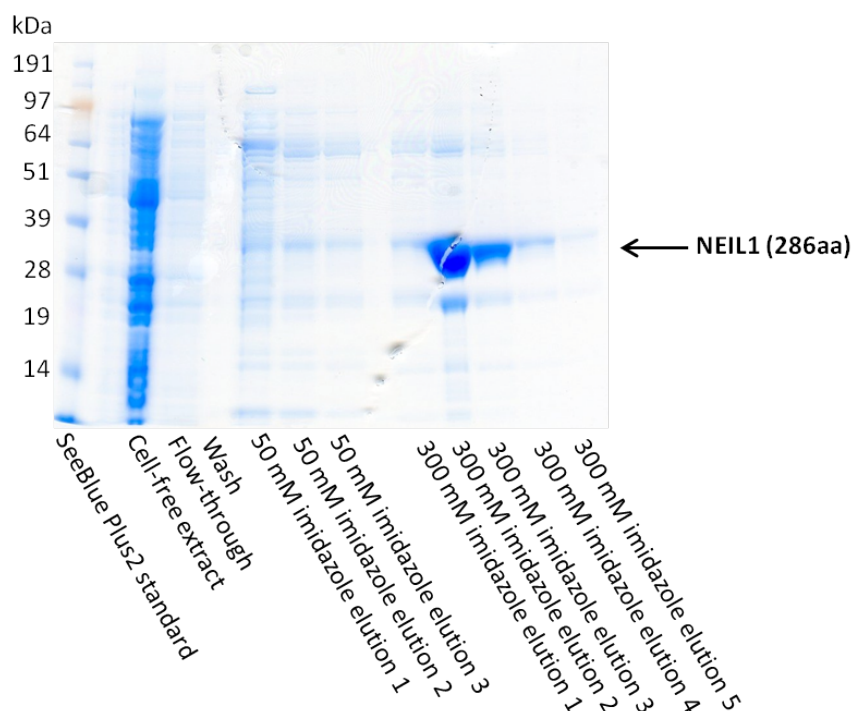 kDa
191
97
64
51
39
28
19
14
NEIL1 (286aa)
SeeBlue Plus2 standard
Cell-free extract
Flow-through
Wash
50 mM imidazole elution 1
50 mM imidazole elution 2
50 mM imidazole elution 3
300 mM imidazole elution 1
300 mM imidazole elution 2
300 mM imidazole elution 3
300 mM imidazole elution 4
300 mM imidazole elution 5